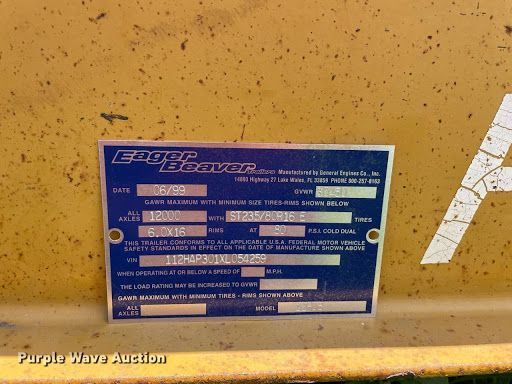 Eager Beaver trailers Manufactured by General Engines Co., Inc.
14090 Highway 27 Lake Wales, FL 33859 PHONE 800-257-8163
DATE 06/99 GVWR
GAWR MAXIMUM WITH MINIMUM SIZE TIRES-RIMS SHOWN BELOW
ALL AXLES 12000 WITH ST235/80R16 E TIRES
6.0X16 RIMS AT 80 P.S.I. COLD DUAL
THIS TRAILER CONFORMS TO ALL APPLICABLE U.S.A. FEDERAL MOTOR VEHICLE
SAFETY STANDARDS IN EFFECT ON THE DATE OF MANUFACTURE SHOWN ABOVE
VIN 112HAP301XL054259
WHEN OPERATING AT OR BELOW A SPEED OF M.P.H.
THE LOAD RATING MAY BE INCREASED TO
GAWR MAXIMUM WITH MINIMUM TIRES - RIMS SHOWN ABOVE
ALL AXLES MODEL
Purple Wave Auction